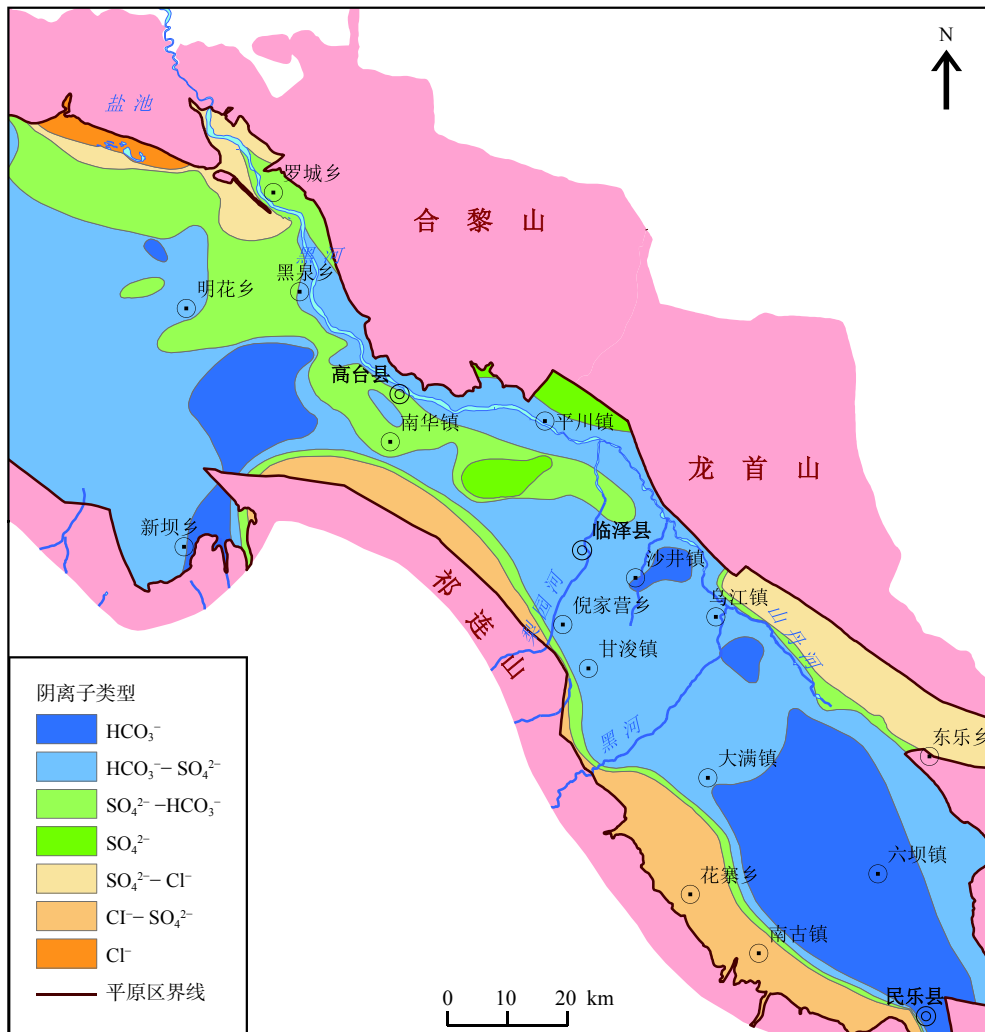 N
盐池
罗城乡
合黎山
黑河
黑泉乡
明花乡
高台县
南华镇
平川镇
龙首山
新坝乡
临泽县
沙井镇
祁连山
梨园河
倪家营乡
乌江镇
山丹河
甘浚镇
黑河
东乐乡
大满镇
六坝镇
花寨乡
南古镇
民乐县
阴离子类型
HCO₃⁻
HCO₃⁻－SO₄²⁻
SO₄²⁻－HCO₃⁻
SO₄²⁻
SO₄²⁻－Cl⁻
Cl⁻－SO₄²⁻
Cl⁻
平原区界线
0 10 20 km